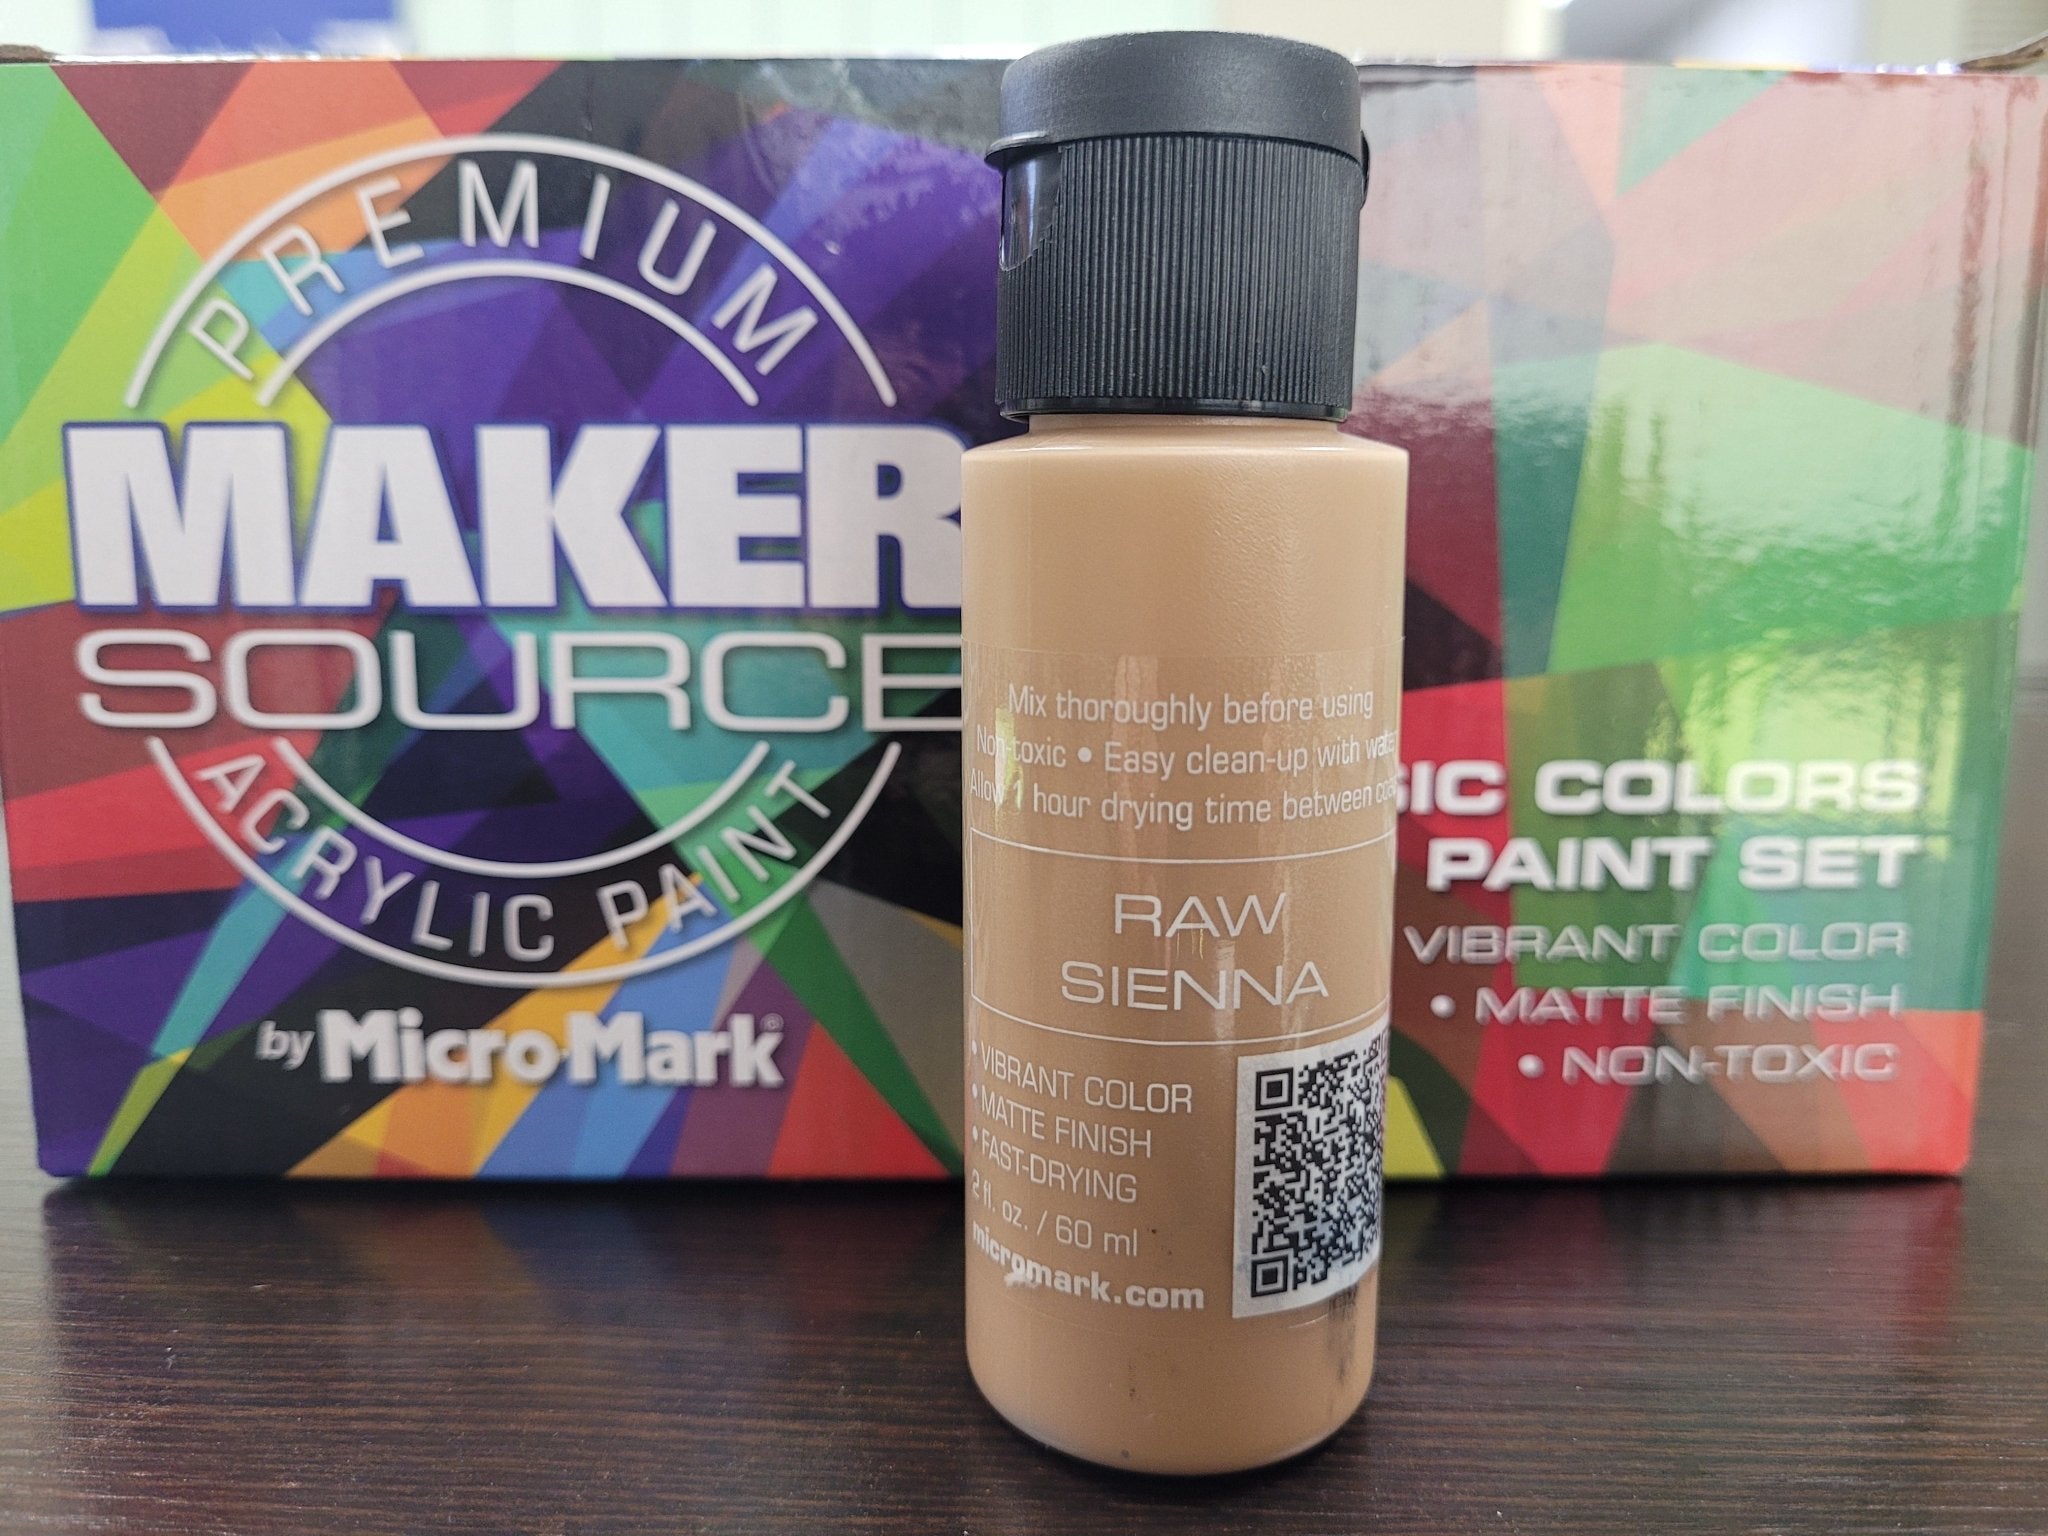 PREMIUM
MAKER
SOURCE
ACRYLIC PAINT
by Micro-Mark
Mix thoroughly before using
Non-toxic • Easy clean-up with water
Allow 1 hour drying time between
RAW
SIENNA
• VIBRANT COLOR
• MATTE FINISH
• FAST-DRYING
2 fl. oz. / 60 ml
micromark.com
COLORS
PAINT SET
VIBRANT COLOR
• MATTE FINISH
• NON-TOXIC